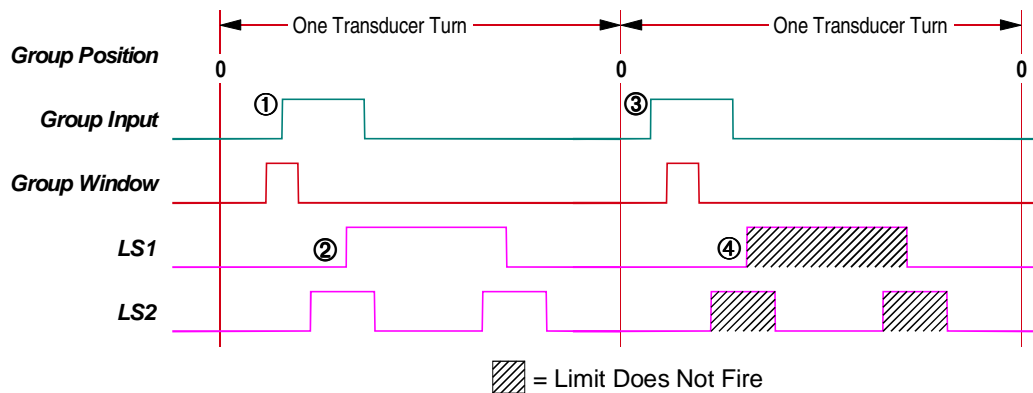 One Transducer Turn One Transducer Turn
Group Position
0 0 0
① ③
Group Input
Group Window
LS1 ② ④
LS2
= Limit Does Not Fire